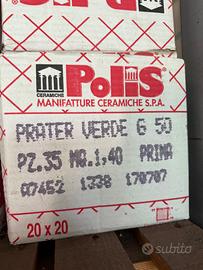 CERAMICHE
POLIS
MANIFATTURE CERAMICHE S.P.A.
PRATER VERDE G 50
PZ.35 MQ.1,40 PRIMA
07452 1338 170707
20 x 20
subito